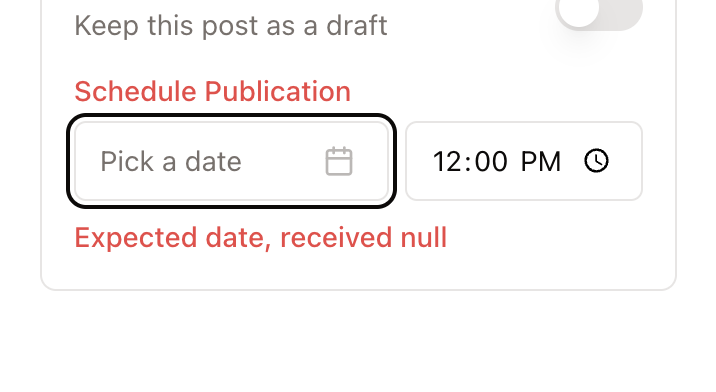 Keep this post as a draft
Schedule Publication
Pick a date
12:00 PM
Expected date, received null